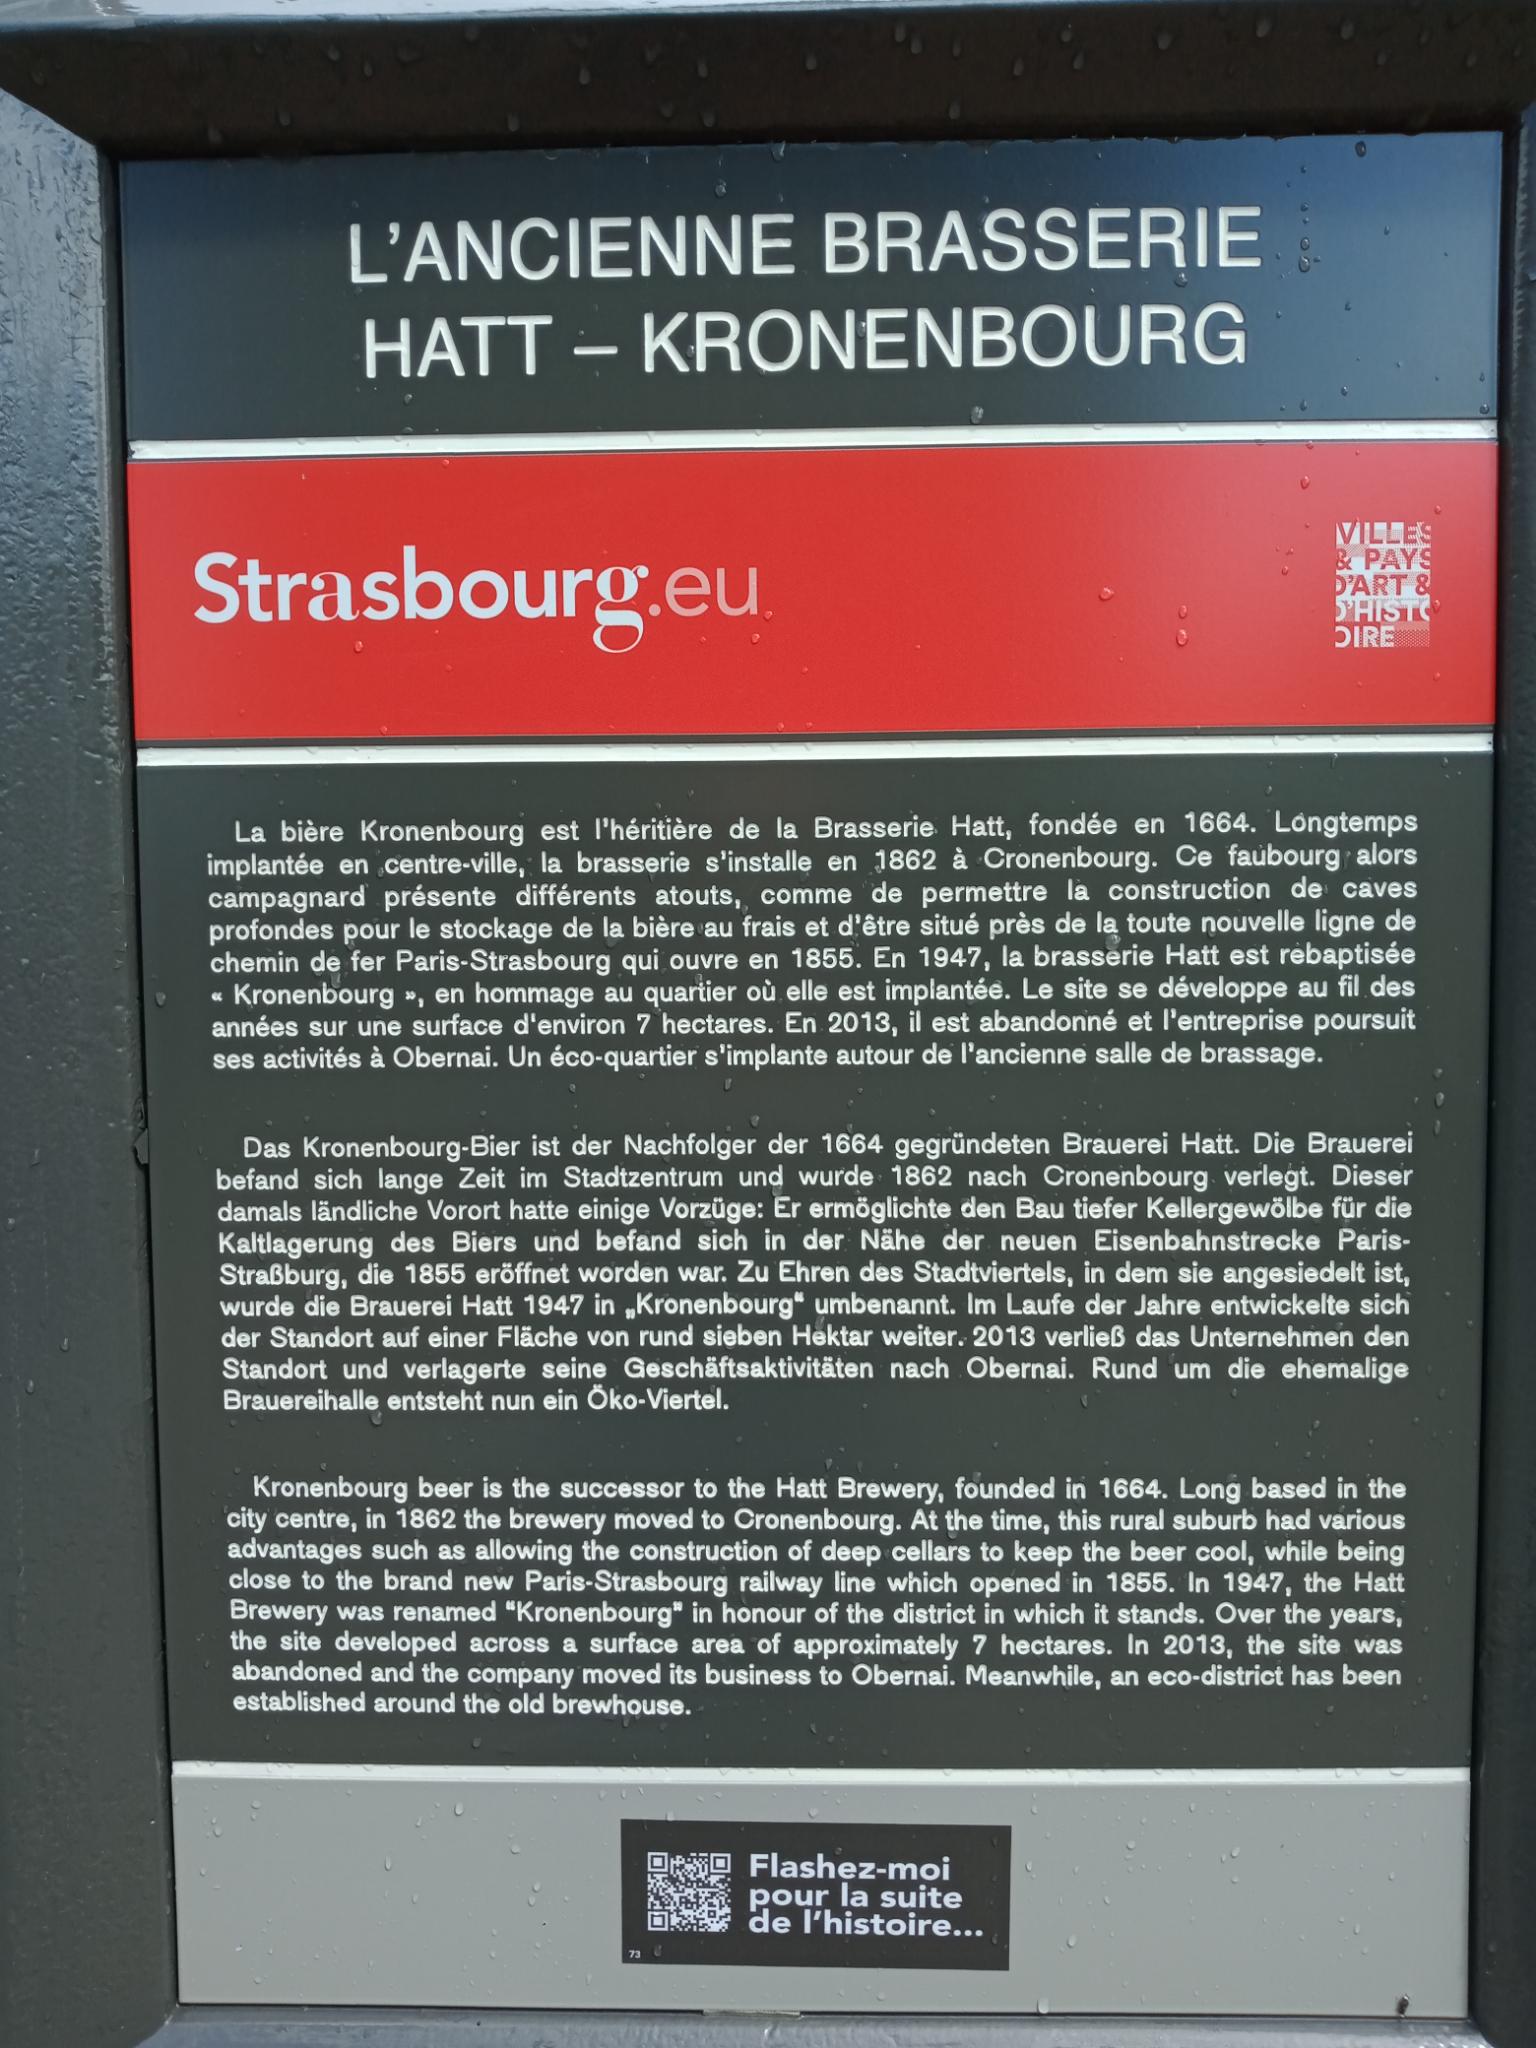 L'ANCIENNE BRASSERIE
HATT – KRONENBOURG
Strasbourg.eu
VILLES
& PAYS
D'ART &
D'HISTO
OIRE
La bière Kronenbourg est l'héritière de la Brasserie Hatt, fondée en 1664. Longtemps
implantée en centre-ville, la brasserie s'installe en 1862 à Cronenbourg. Ce faubourg alors
campagnard présente différents atouts, comme de permettre la construction de caves
profondes pour le stockage de la bière au frais et d'être situé près de la toute nouvelle ligne de
chemin de fer Paris-Strasbourg qui ouvre en 1855. En 1947, la brasserie Hatt est rebaptisée
« Kronenbourg », en hommage au quartier où elle est implantée. Le site se développe au fil des
années sur une surface d'environ 7 hectares. En 2013, il est abandonné et l'entreprise poursuit
ses activités à Obernai. Un éco-quartier s'implante autour de l'ancienne salle de brassage.
Das Kronenbourg-Bier ist der Nachfolger der 1664 gegründeten Brauerei Hatt. Die Brauerei
befand sich lange Zeit im Stadtzentrum und wurde 1862 nach Cronenbourg verlegt. Dieser
damals ländliche Vorort hatte einige Vorzüge: Er ermöglichte den Bau tiefer Kellergewölbe für die
Kaltlagerung des Biers und befand sich in der Nähe der neuen Eisenbahnstrecke Paris-
Straßburg, die 1855 eröffnet worden war. Zu Ehren des Stadtviertels, in dem sie angesiedelt ist,
wurde die Brauerei Hatt 1947 in „Kronenbourg“ umbenannt. Im Laufe der Jahre entwickelte sich
der Standort auf einer Fläche von rund sieben Hektar weiter. 2013 verließ das Unternehmen den
Standort und verlagerte seine Geschäftsaktivitäten nach Obernai. Rund um die ehemalige
Brauereihalle entsteht nun ein Öko-Viertel.
Kronenbourg beer is the successor to the Hatt Brewery, founded in 1664. Long based in the
city centre, in 1862 the brewery moved to Cronenbourg. At the time, this rural suburb had various
advantages such as allowing the construction of deep cellars to keep the beer cool, while being
close to the brand new Paris-Strasbourg railway line which opened in 1855. In 1947, the Hatt
Brewery was renamed “Kronenbourg” in honour of the district in which it stands. Over the years,
the site developed across a surface area of approximately 7 hectares. In 2013, the site was
abandoned and the company moved its business to Obernai. Meanwhile, an eco-district has been
established around the old brewhouse.
Flashez-moi
pour la suite
de l'histoire...
73